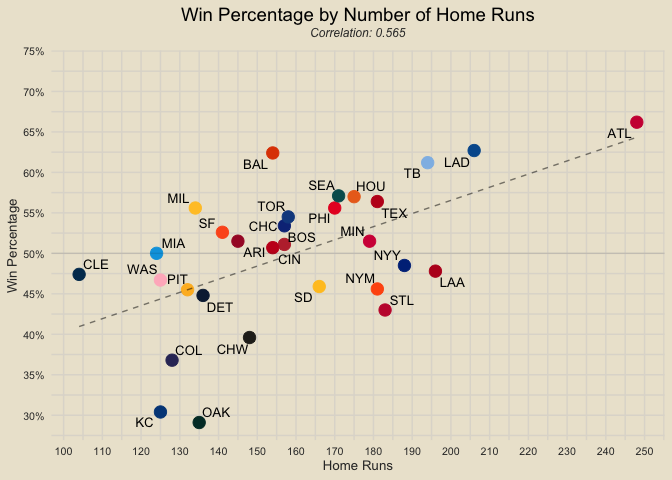 Win Percentage by Number of Home Runs
Correlation: 0.565
75%
70%
65%
60%
55%
50%
45%
40%
35%
30%
Win Percentage
ATL
BAL
TB
LAD
SEA
HOU
MIL
TOR
PHI
TEX
SF
CHC
MIN
MIA
BOS
ARI
CIN
NYY
CLE
WAS
PIT
NYM
LAA
SD
STL
DET
CHW
COL
KC
OAK
100 110 120 130 140 150 160 170 180 190 200 210 220 230 240 250
Home Runs